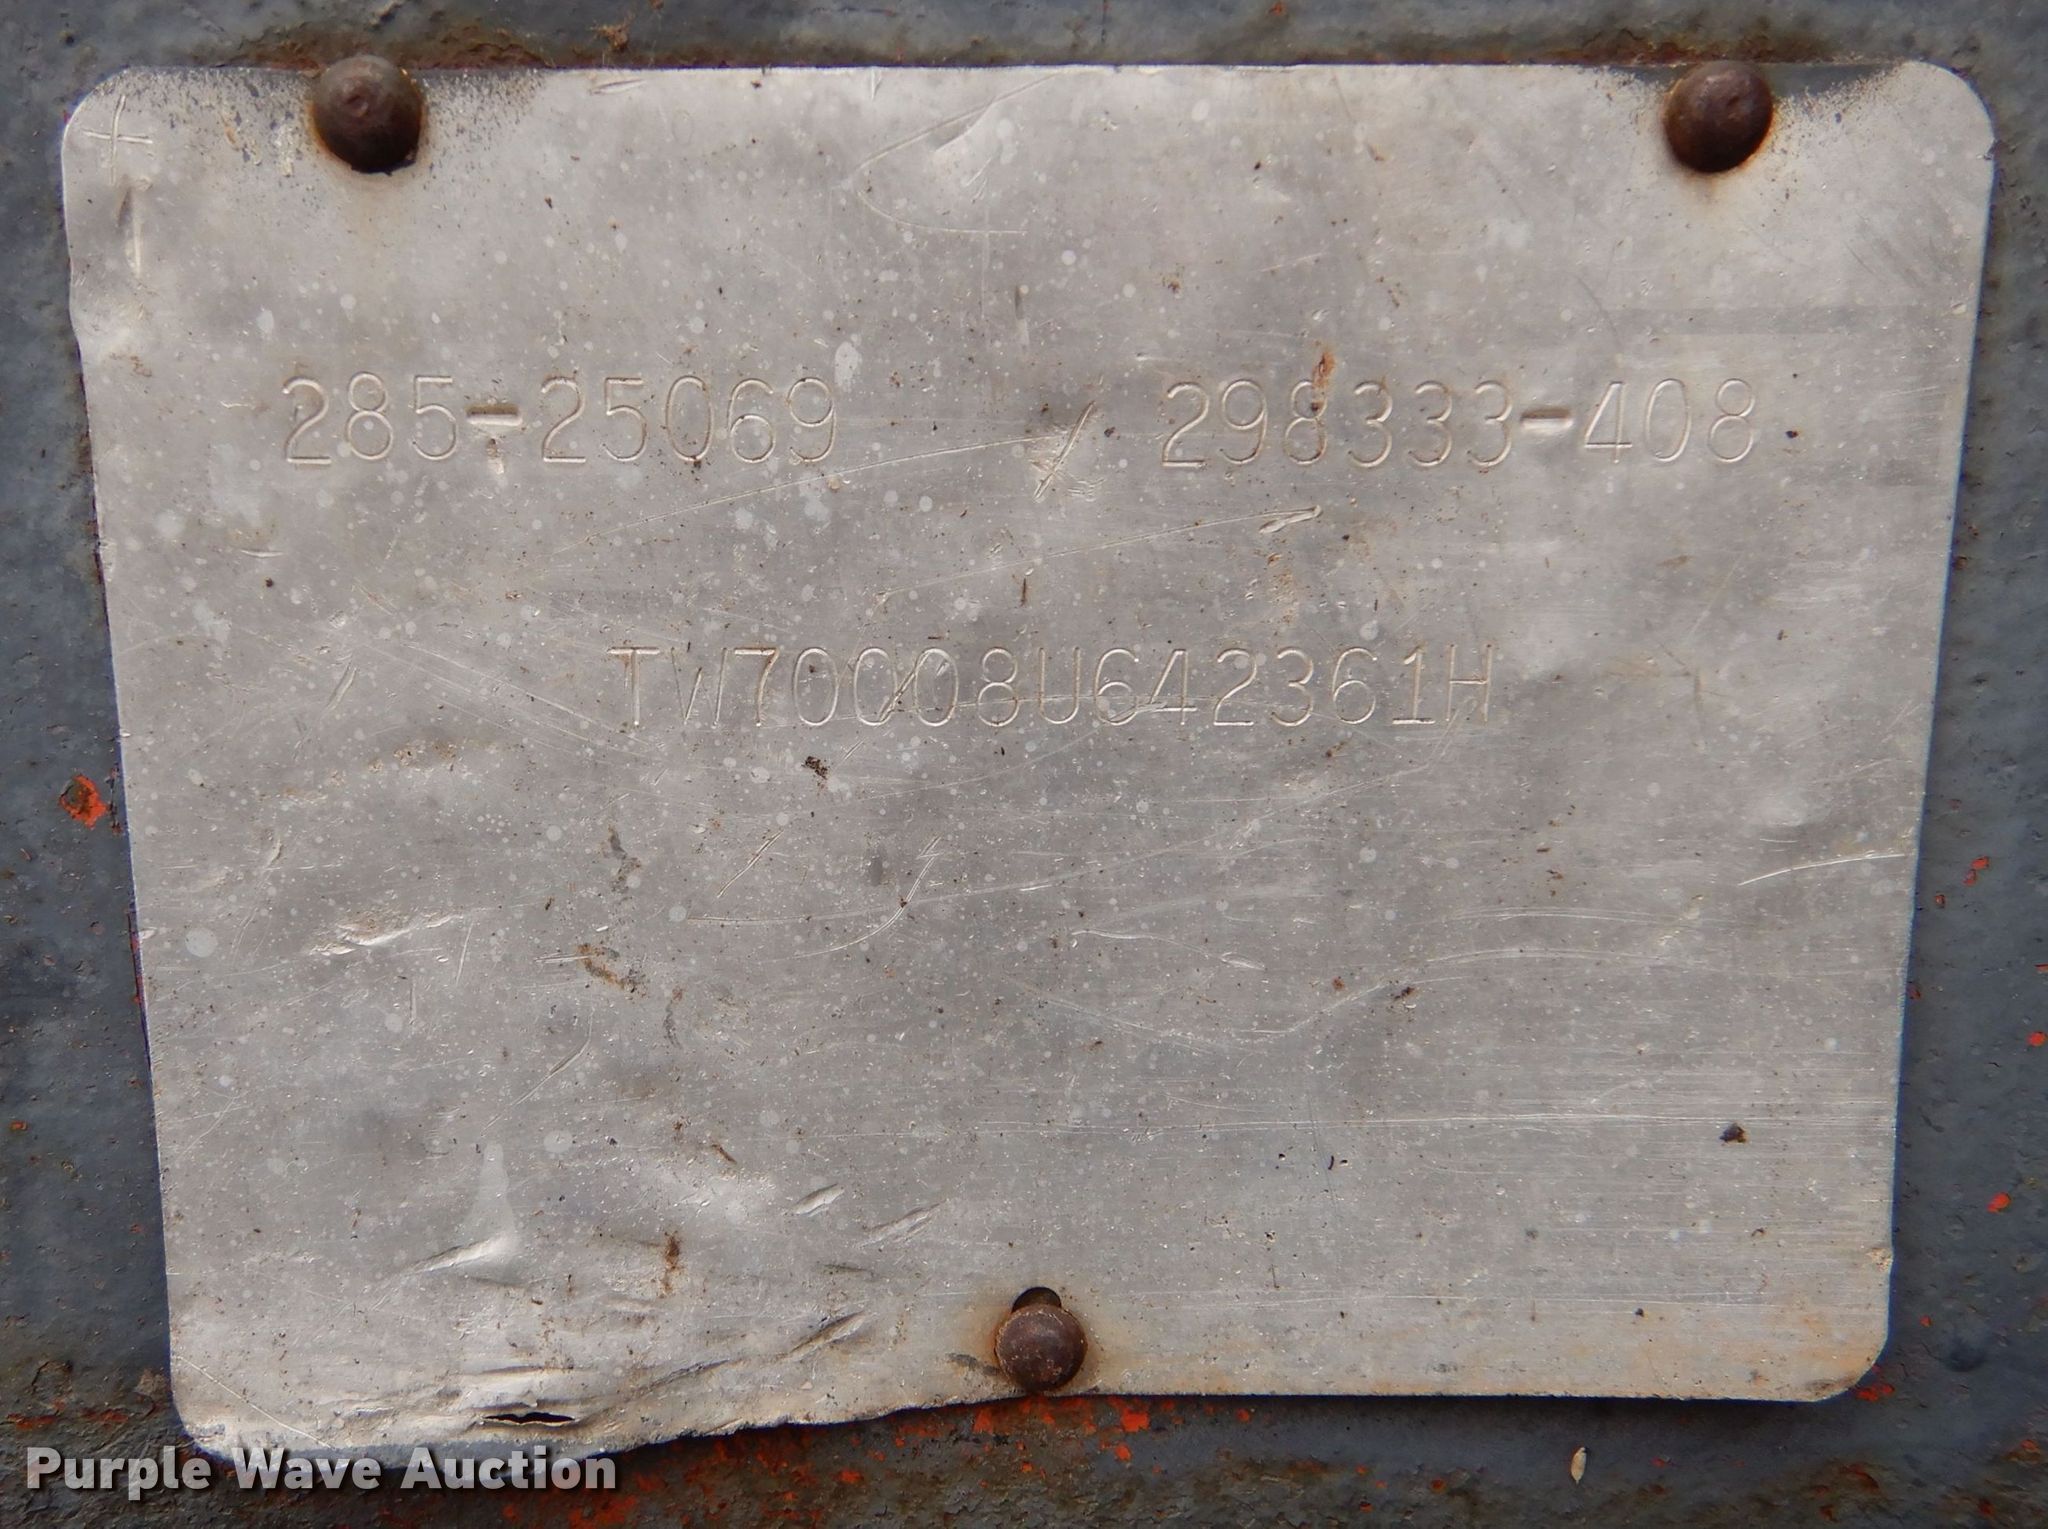 285-25069 / 298333-408
TW70008U642361H
Purple Wave Auction